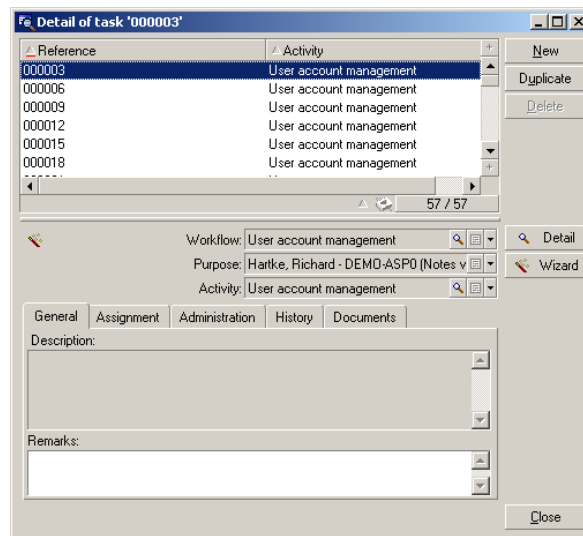 Detail of task '000003'
Reference Activity
000003 User account management
000006 User account management
000009 User account management
000012 User account management
000015 User account management
000018 User account management
57 / 57
New
Duplicate
Delete
Workflow: User account management
Detail
Purpose: Hartke, Richard - DEMO-ASP0 (Notes v
Wizard
Activity: User account management
General Assignment Administration History Documents
Description:
Remarks:
Close